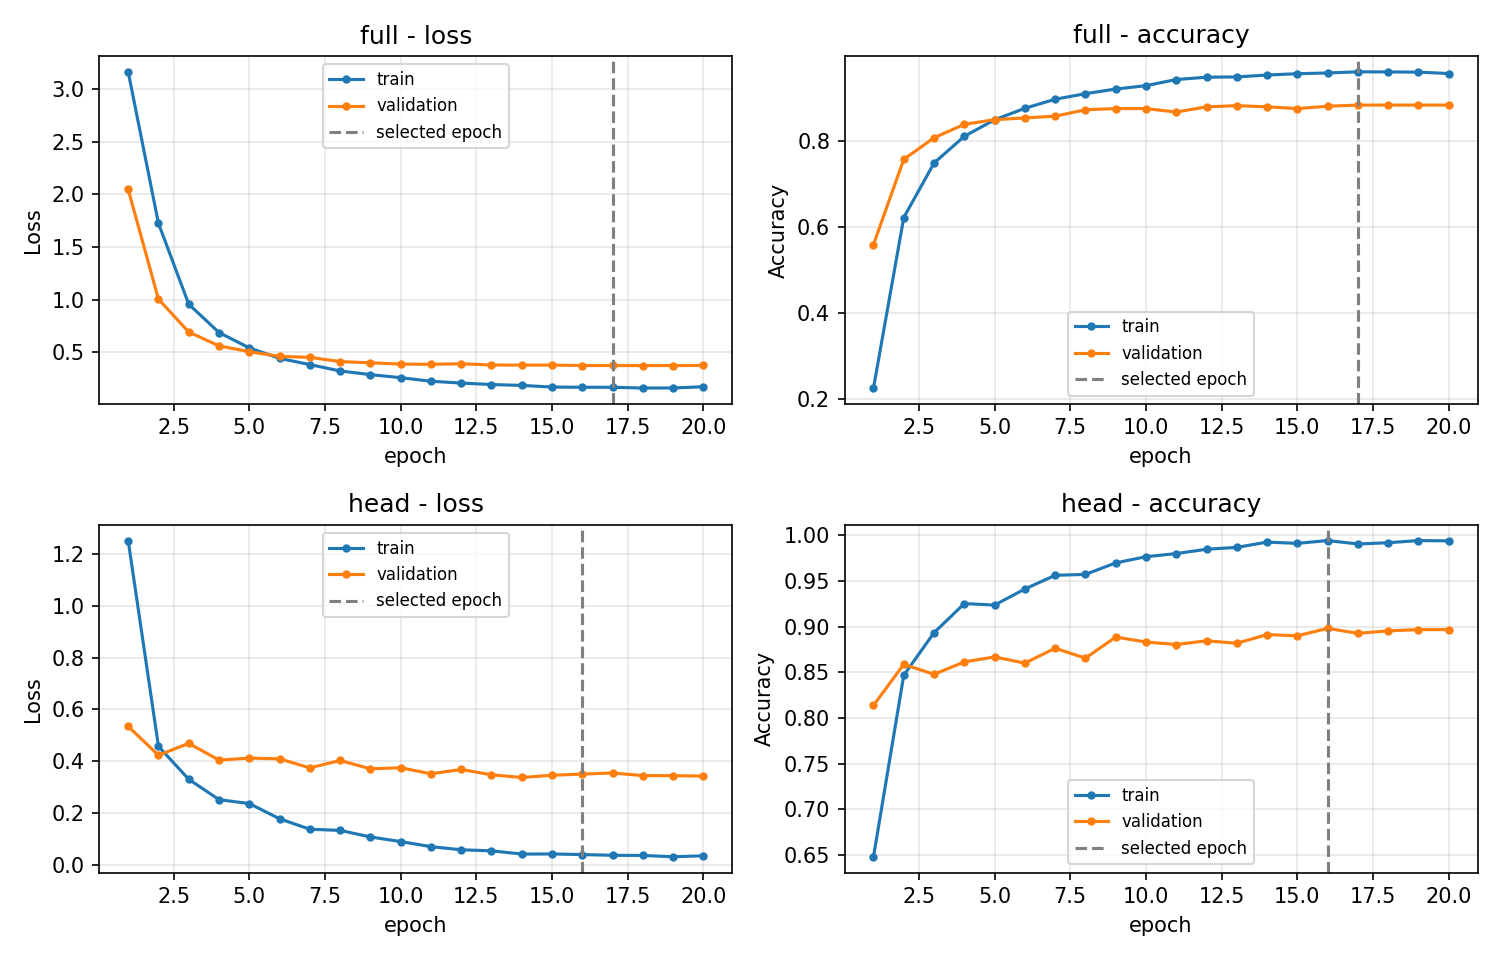 full - loss
3.0
2.5
2.0
1.5
1.0
0.5
Loss
train
validation
selected epoch
2.5 5.0 7.5 10.0 12.5 15.0 17.5 20.0
epoch
full - accuracy
0.8
0.6
0.4
0.2
Accuracy
train
validation
selected epoch
2.5 5.0 7.5 10.0 12.5 15.0 17.5 20.0
epoch
head - loss
1.2
1.0
0.8
0.6
0.4
0.2
0.0
Loss
train
validation
selected epoch
2.5 5.0 7.5 10.0 12.5 15.0 17.5 20.0
epoch
head - accuracy
1.00
0.95
0.90
0.85
0.80
0.75
0.70
0.65
Accuracy
train
validation
selected epoch
2.5 5.0 7.5 10.0 12.5 15.0 17.5 20.0
epoch